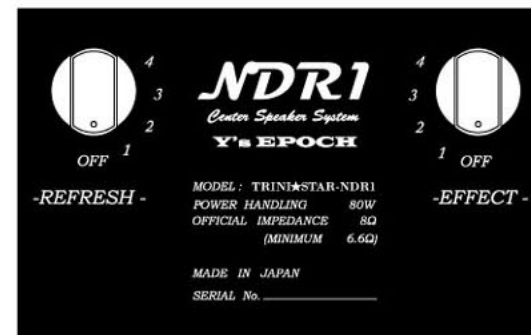 4
3
2
1
OFF
-REFRESH -
NDR1
Center Speaker System
Y's EPOCH
MODEL : TRINI★STAR-NDR1
POWER HANDLING 80W
OFFICIAL IMPEDANCE 8Ω
(MINIMUM 6.6Ω)
MADE IN JAPAN
SERIAL No.
4
3
2
1
OFF
-EFFECT -